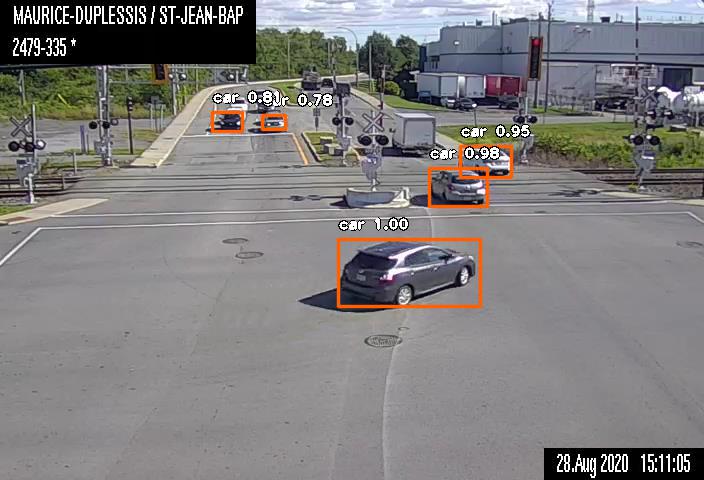 MAURICE-DUPLESSIS / ST-JEAN-BAP
2479-335 *
car 0.81
car 0.78
car 0.95
car 0.98
car 1.00
28.Aug 2020 15:11:05